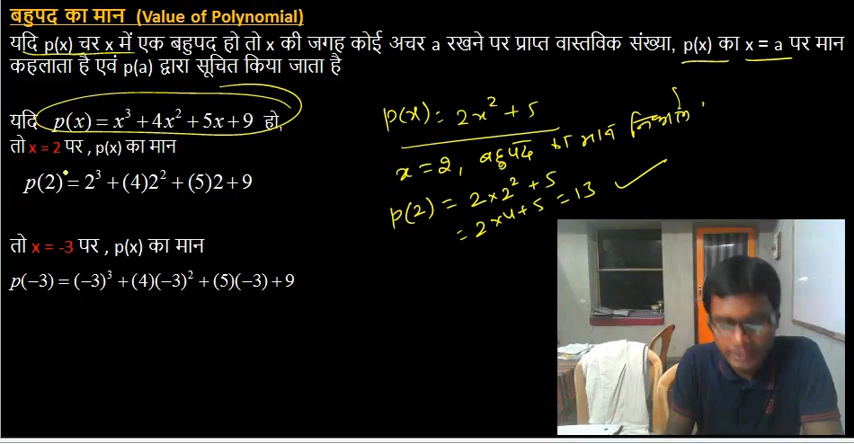 बहुपद का मान (Value of Polynomial)
यदि p(x) चर x में एक बहुपद हो तो x की जगह कोई अचर a रखने पर प्राप्त वास्तविक संख्या, p(x) का x = a पर मान
कहलाता है एवं p(a) द्वारा सूचित किया जाता है
यदि p(x) = x³ + 4x² + 5x + 9 हो,
तो x = 2 पर , p(x) का मान
p(2) = 2³ + (4)2² + (5)2 + 9
तो x = -3 पर , p(x) का मान
p(−3) = (−3)³ + (4)(−3)² + (5)(−3) + 9
p(x) = 2x² + 5
x = 2, बहुपद का मान निकाले
p(2) = 2×2² + 5
= 2×4+5 = 13